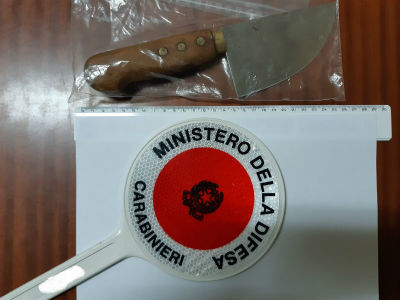 MINISTERO DELLA DIFESA
CARABINIERI